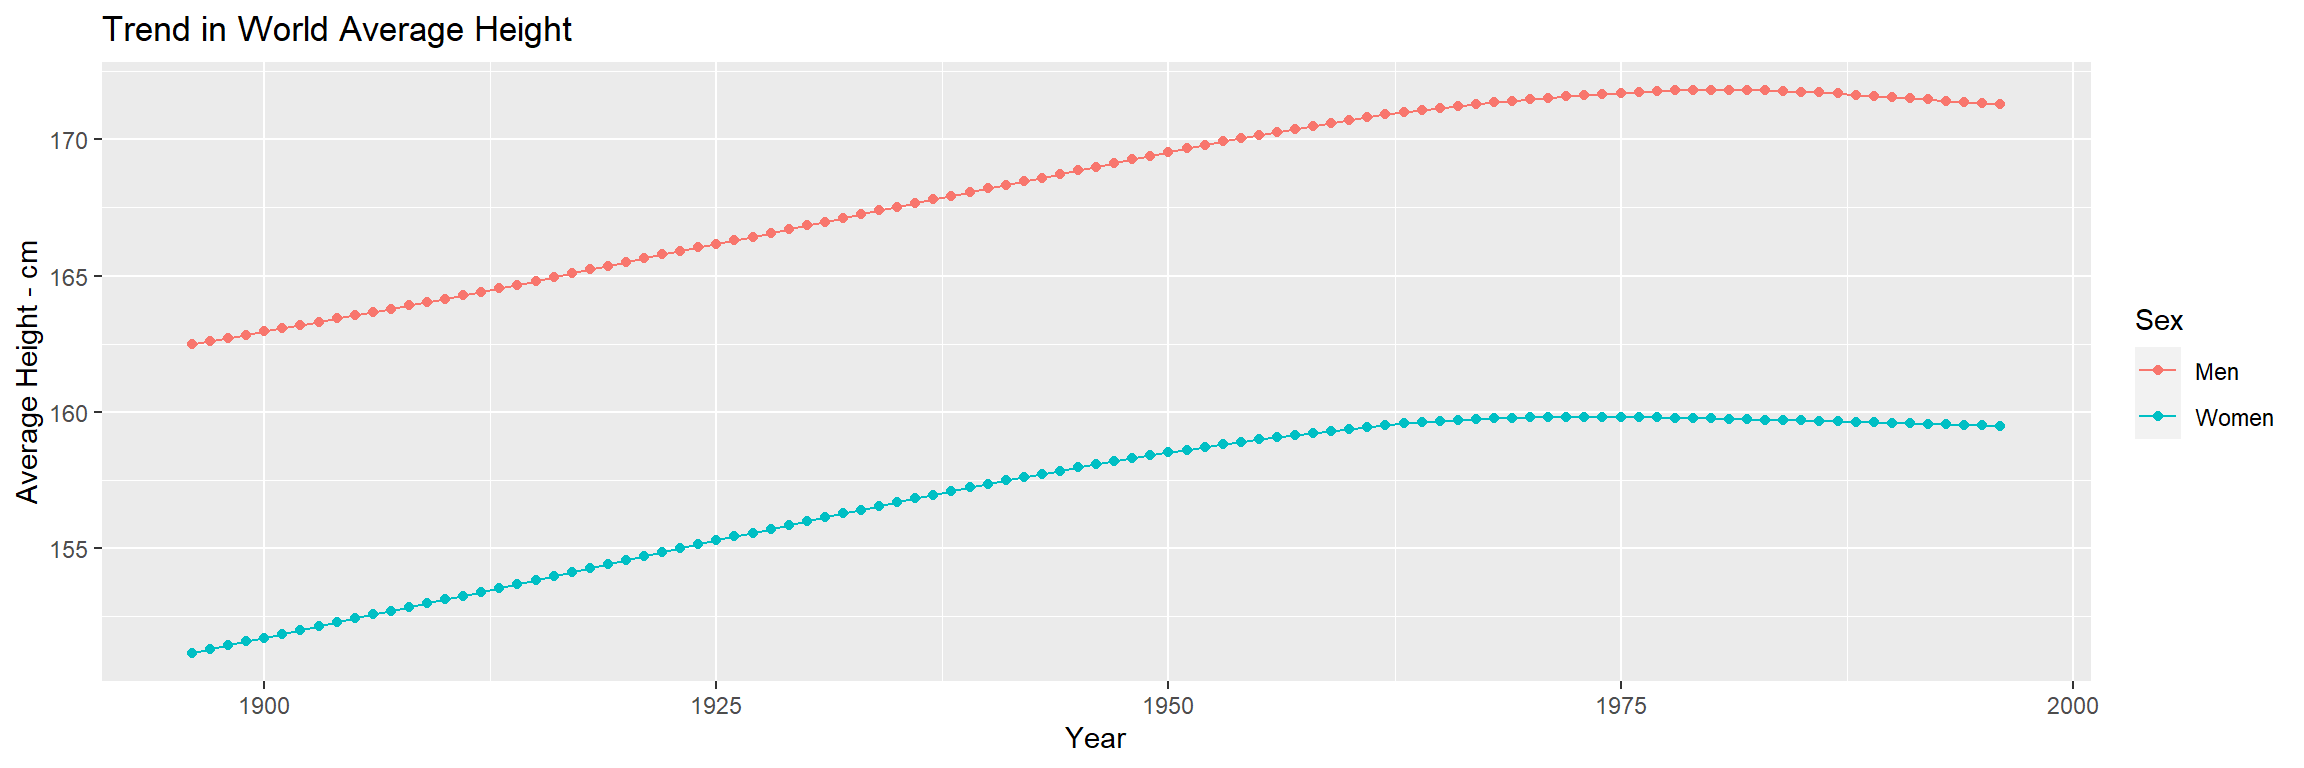 Trend in World Average Height
Average Height - cm
170
165
160
155
1900
1925
1950
1975
2000
Year
Sex
Men
Women